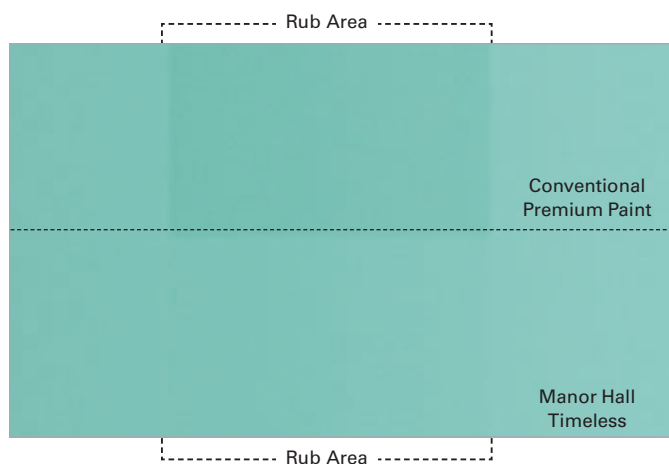 Rub Area
Conventional
Premium Paint
Manor Hall
Timeless
Rub Area